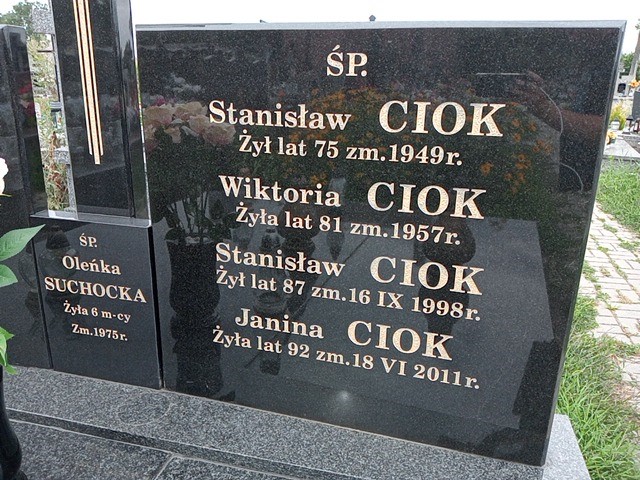 ŚP.
Stanisław CIOK
Żył lat 75 zm.1949r.
Wiktoria CIOK
Żyła lat 81 zm.1957r.
Stanisław CIOK
Żył lat 87 zm.16 IX 1998r.
Janina CIOK
Żyła lat 92 zm.18 VI 2011r.
ŚP.
Oleńka
SUCHOCKA
Żyła 6 m-cy
Zm.1975r.